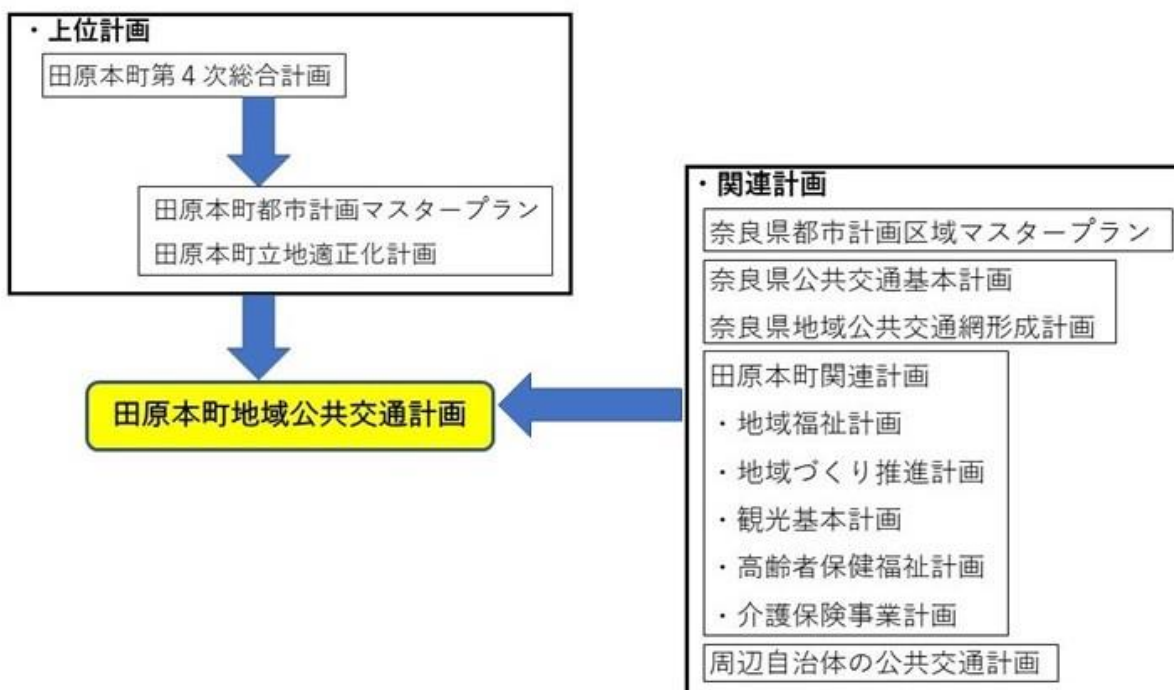 ・上位計画
田原本町第４次総合計画
田原本町都市計画マスタープラン
田原本町立地適正化計画
田原本町地域公共交通計画
・関連計画
奈良県都市計画区域マスタープラン
奈良県公共交通基本計画
奈良県地域公共交通網形成計画
田原本町関連計画
・地域福祉計画
・地域づくり推進計画
・観光基本計画
・高齢者保健福祉計画
・介護保険事業計画
周辺自治体の公共交通計画